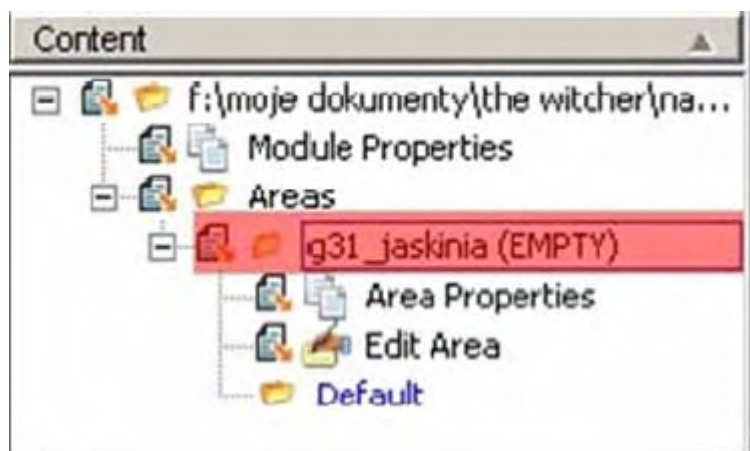 Content
f:\moje dokumenty\the witcher\na...
Module Properties
Areas
g31_jaskinia (EMPTY)
Area Properties
Edit Area
Default